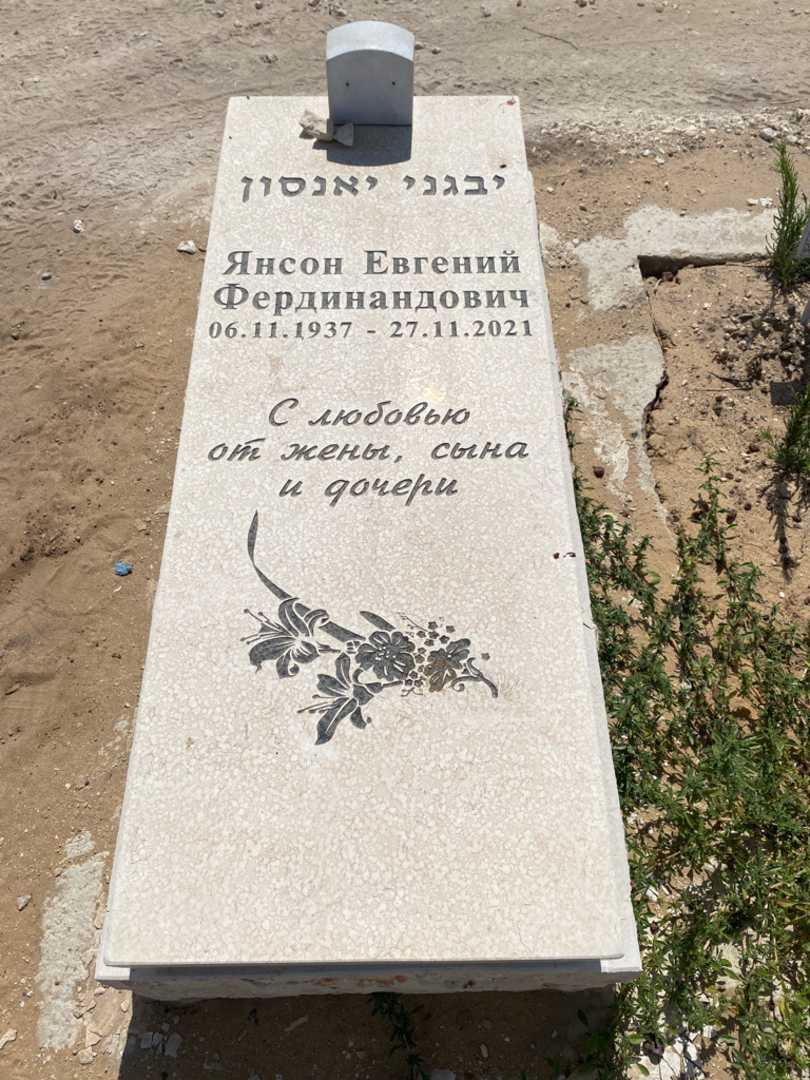 יבגני יאנסון
Янсон Евгений
Фердинандович
06.11.1937 - 27.11.2021
С любовью
от жены, сына
и дочери